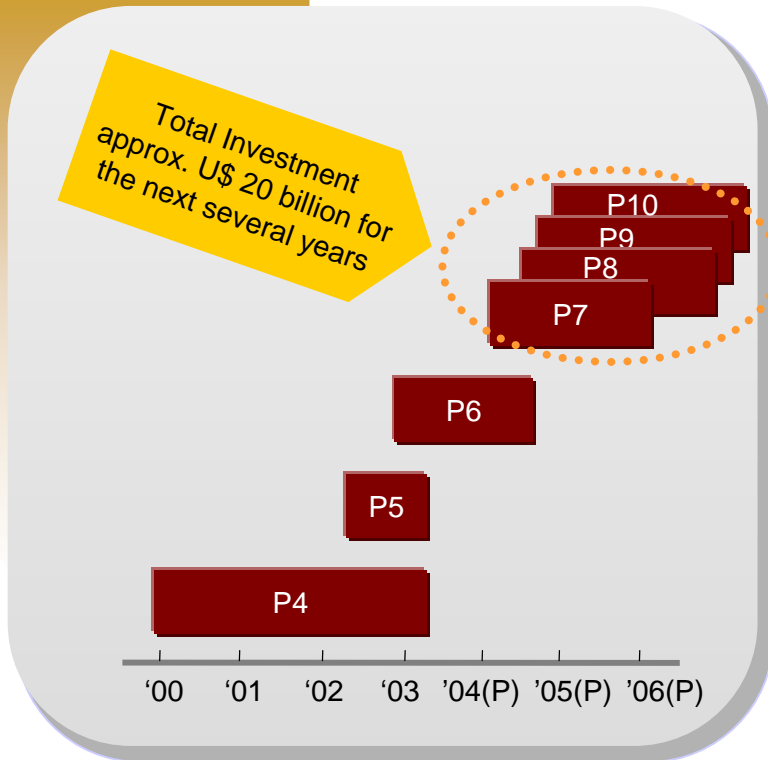 Total Investment
approx. U$ 20 billion for
the next several years
P10
P9
P8
P7
P6
P5
P4
‘00 ‘01 ‘02 ‘03 ’04(P) ’05(P) ’06(P)